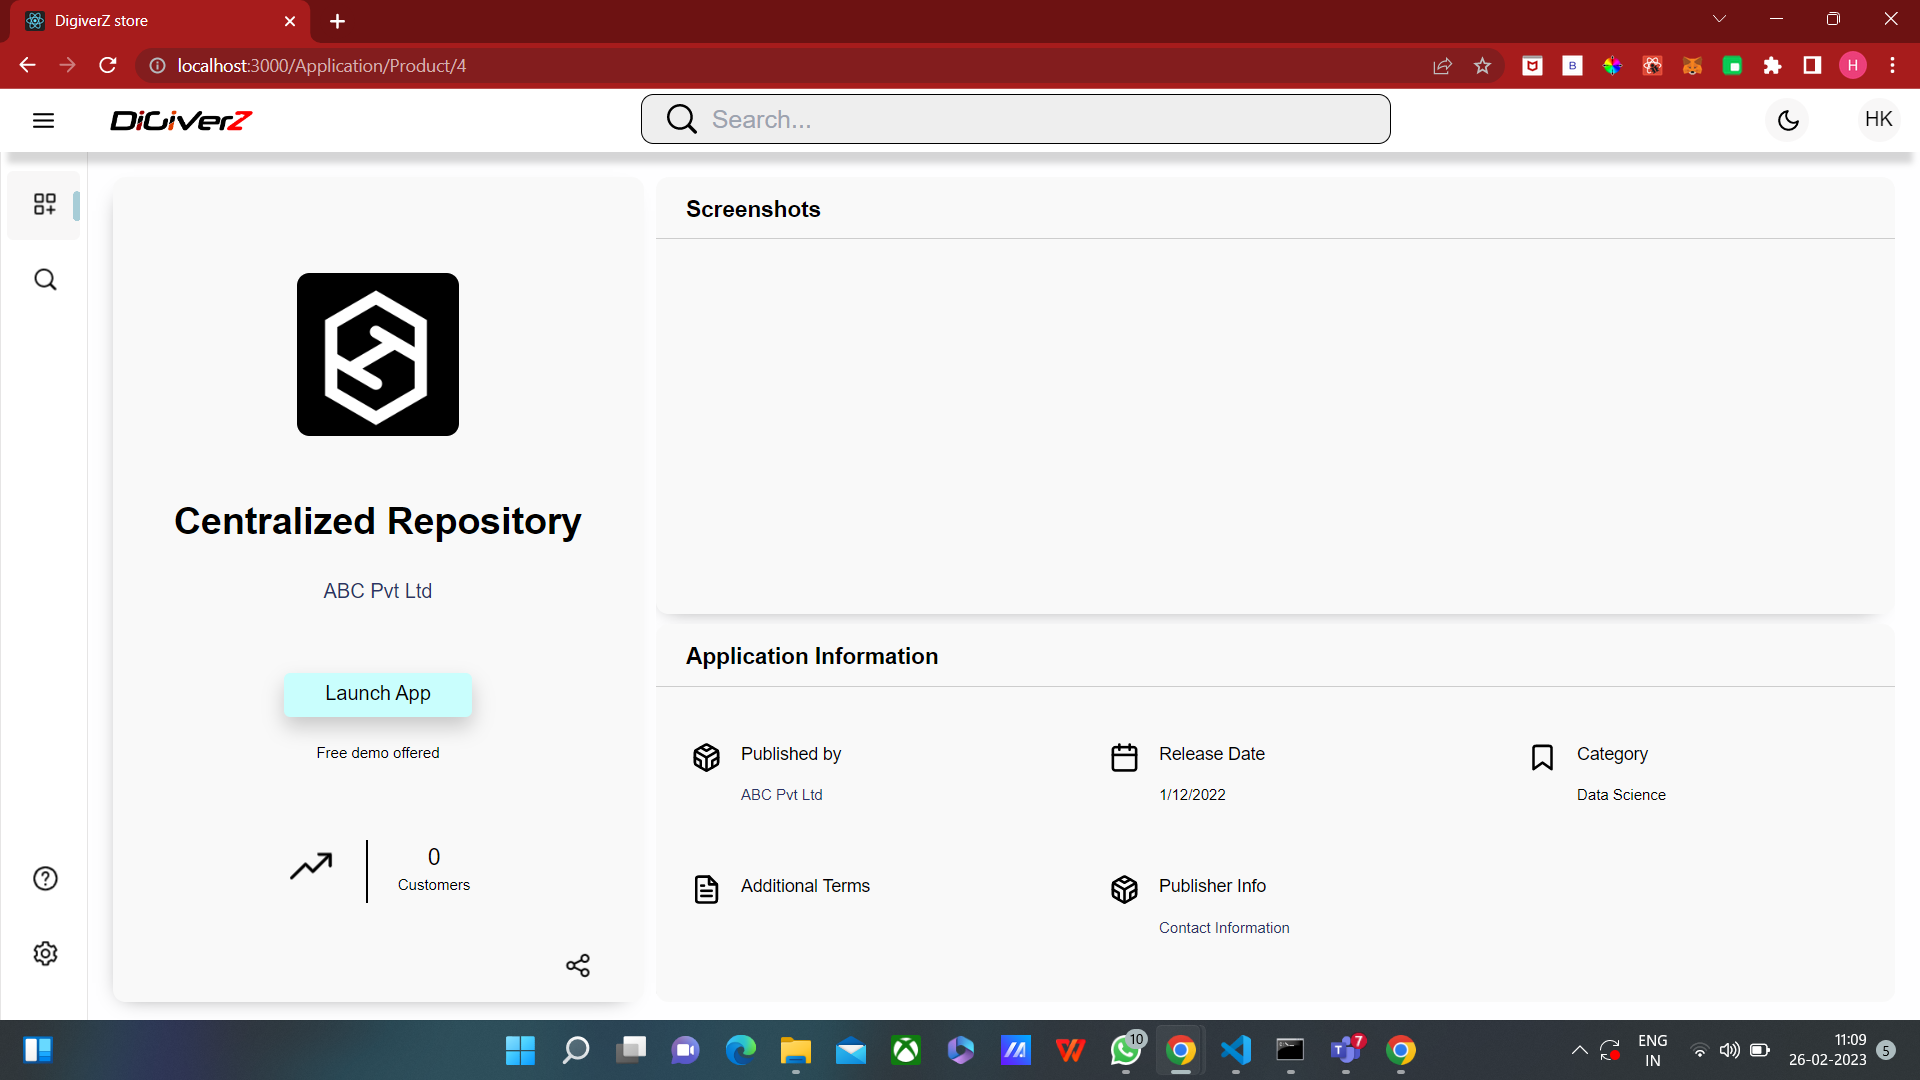 DigiverZ store
localhost:3000/Application/Product/4
B
H
DiGiverZ
Search...
HK
Centralized Repository
ABC Pvt Ltd
Launch App
Free demo offered
0
Customers
Screenshots
Application Information
Published by
ABC Pvt Ltd
Release Date
1/12/2022
Category
Data Science
Additional Terms
Publisher Info
Contact Information
10
7
ENG
IN
11:09
26-02-2023
5